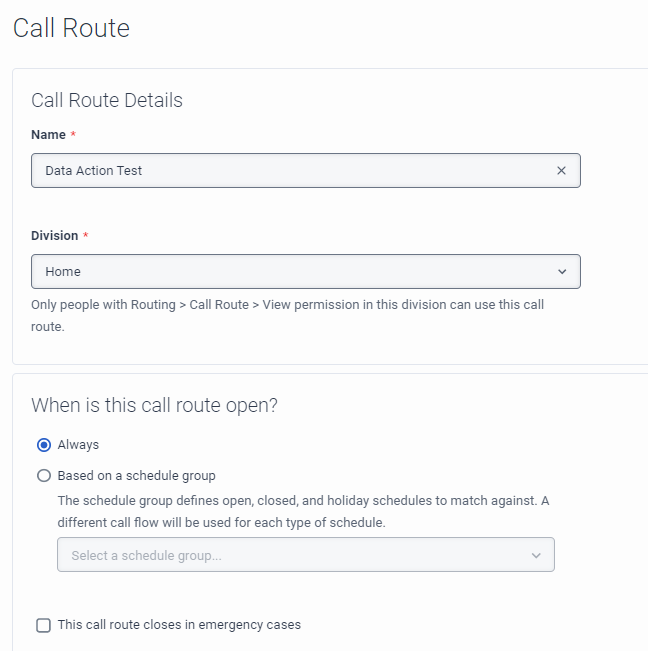 Call Route
Call Route Details
Name *
Data Action Test
Division *
Home
Only people with Routing > Call Route > View permission in this division can use this call
route.
When is this call route open?
Always
Based on a schedule group
The schedule group defines open, closed, and holiday schedules to match against. A
different call flow will be used for each type of schedule.
Select a schedule group...
This call route closes in emergency cases